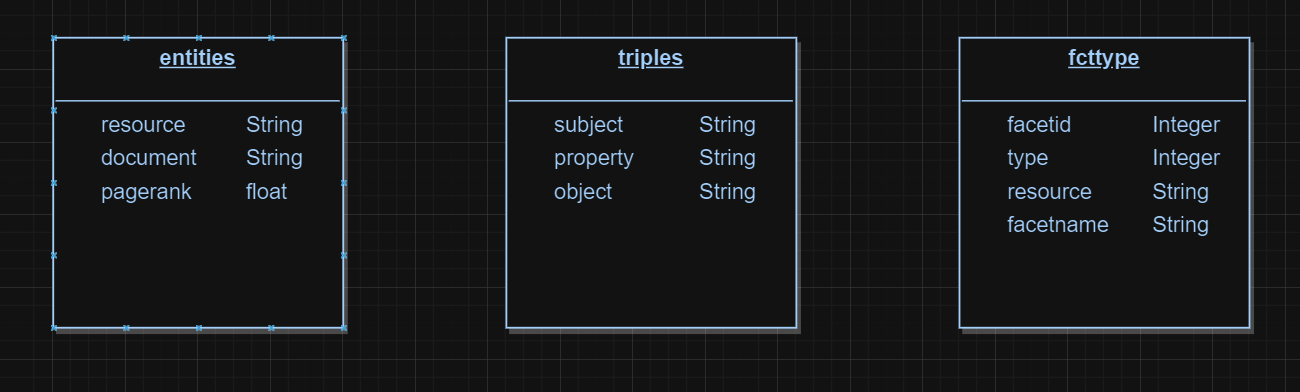 entities
resource String
document String
pagerank float
triples
subject String
property String
object String
fcttype
facetid Integer
type Integer
resource String
facetname String